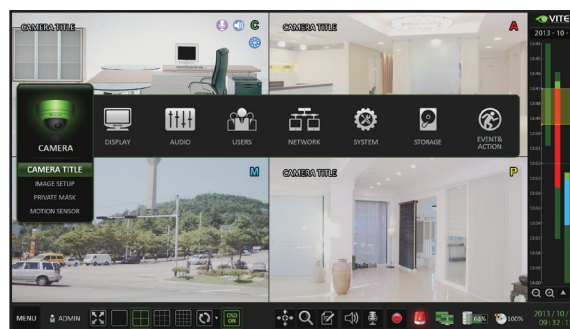 CAMERA TITLE
C
CAMERA TITLE
A
VITE
2013 - 10 -
CAMERA
DISPLAY
AUDIO
USERS
NETWORK
SYSTEM
STORAGE
EVENT&
ACTION
CAMERA TITLE
IMAGE SETUP
PRIVATE MASK
MOTION SENSOR
M
CAMERA TITLE
P
MENU
ADMIN
OSD
ON
64%
100%
2013 / 10 /
09 : 32 : 1